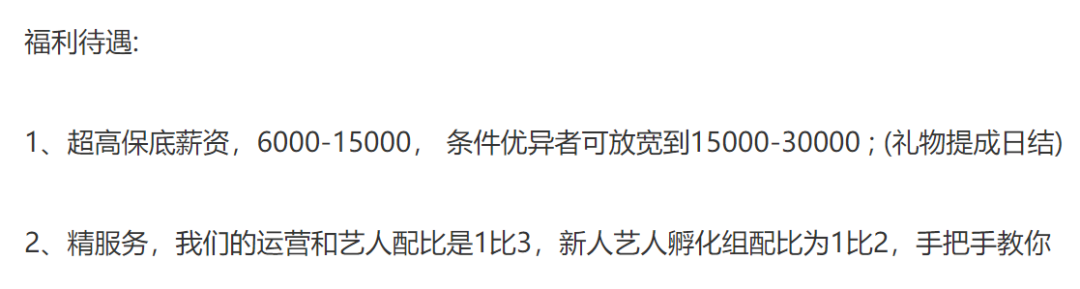 福利待遇:
1、超高保底薪资，6000-15000， 条件优异者可放宽到15000-30000 ; (礼物提成日结)
2、精服务，我们的运营和艺人配比是1比3，新人艺人孵化组配比为1比2，手把手教你